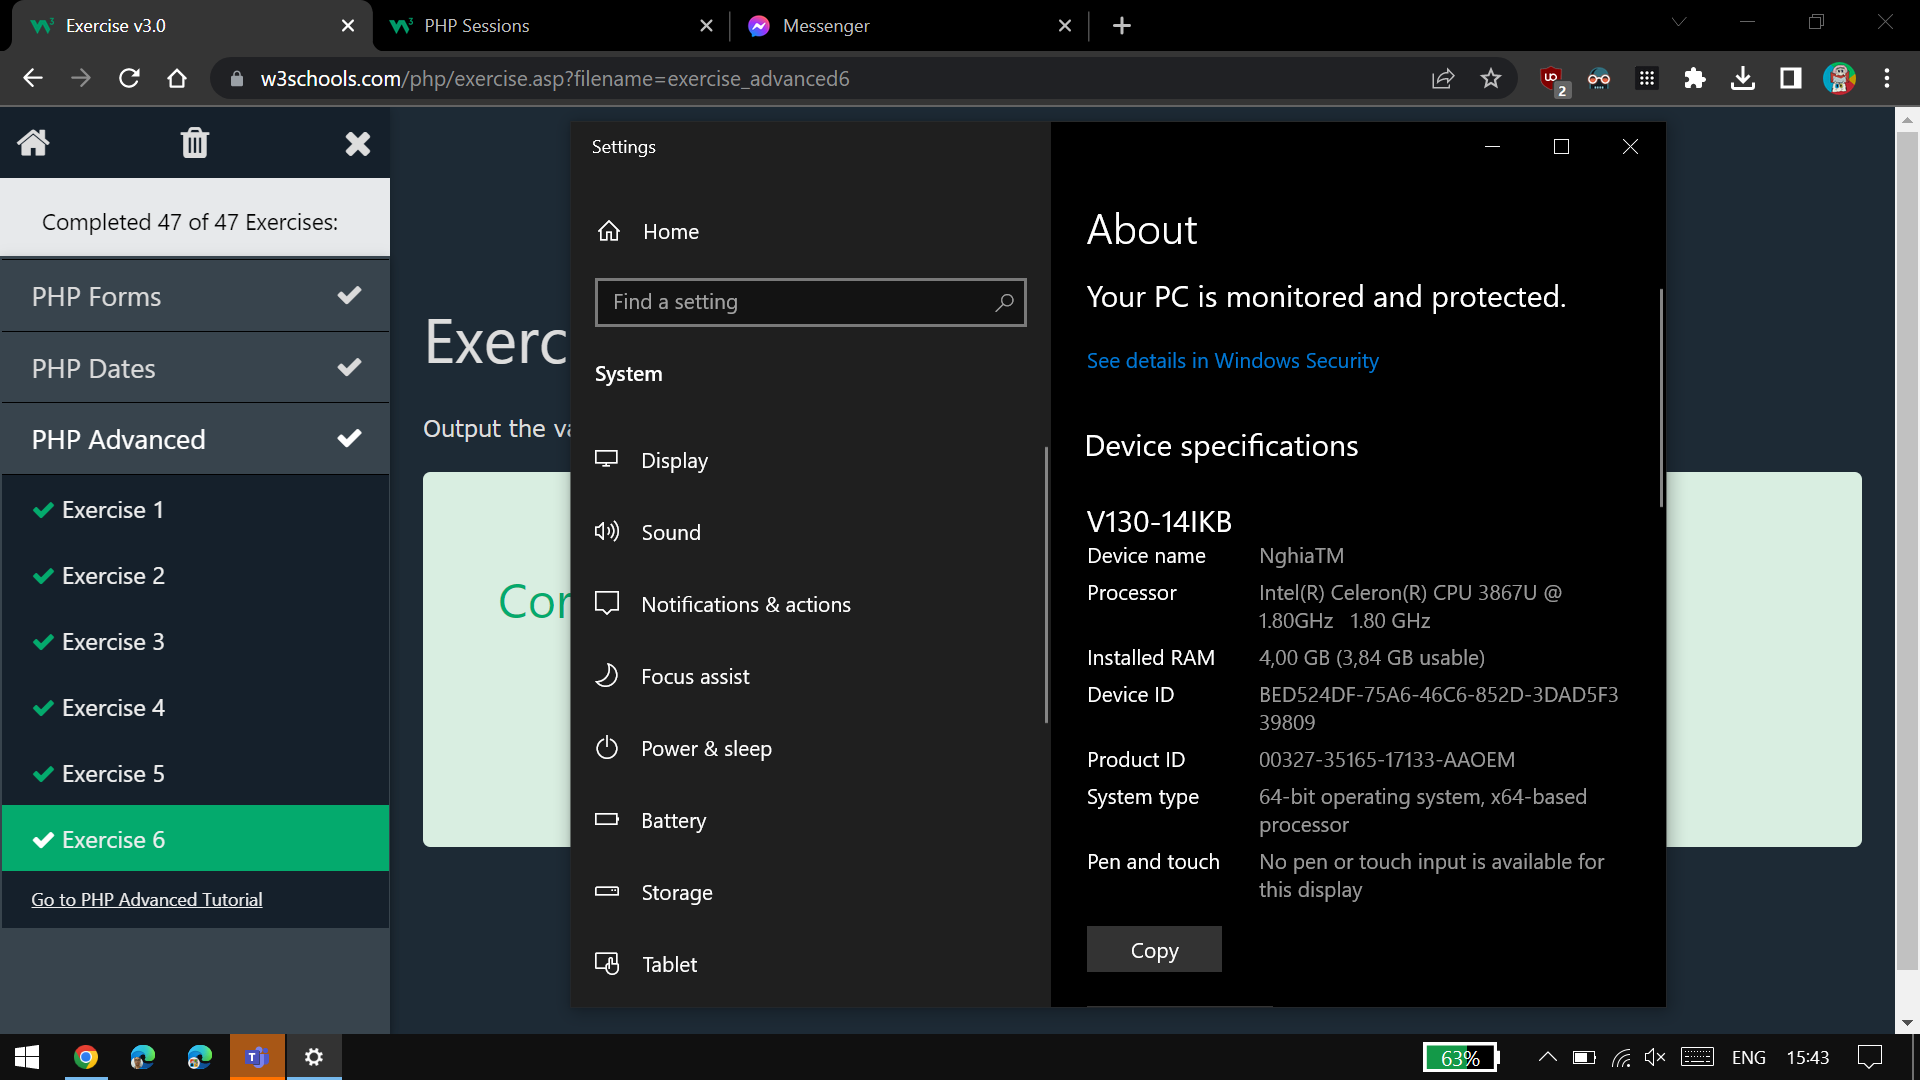 Exercise v3.0
PHP Sessions
Messenger
w3schools.com/php/exercise.asp?filename=exercise_advanced6
2
Completed 47 of 47 Exercises:
PHP Forms
PHP Dates
PHP Advanced
Exercise 1
Exercise 2
Exercise 3
Exercise 4
Exercise 5
Exercise 6
Go to PHP Advanced Tutorial
Exerc
Output the va
Cor
Settings
Home
Find a setting
System
Display
Sound
Notifications & actions
Focus assist
Power & sleep
Battery
Storage
Tablet
About
Your PC is monitored and protected.
See details in Windows Security
Device specifications
V130-14IKB
Device name NghiaTM
Processor Intel(R) Celeron(R) CPU 3867U @
1.80GHz 1.80 GHz
Installed RAM 4,00 GB (3,84 GB usable)
Device ID BED524DF-75A6-46C6-852D-3DAD5F3
39809
Product ID 00327-35165-17133-AAOEM
System type 64-bit operating system, x64-based
processor
Pen and touch No pen or touch input is available for
this display
Copy
63%
ENG
15:43